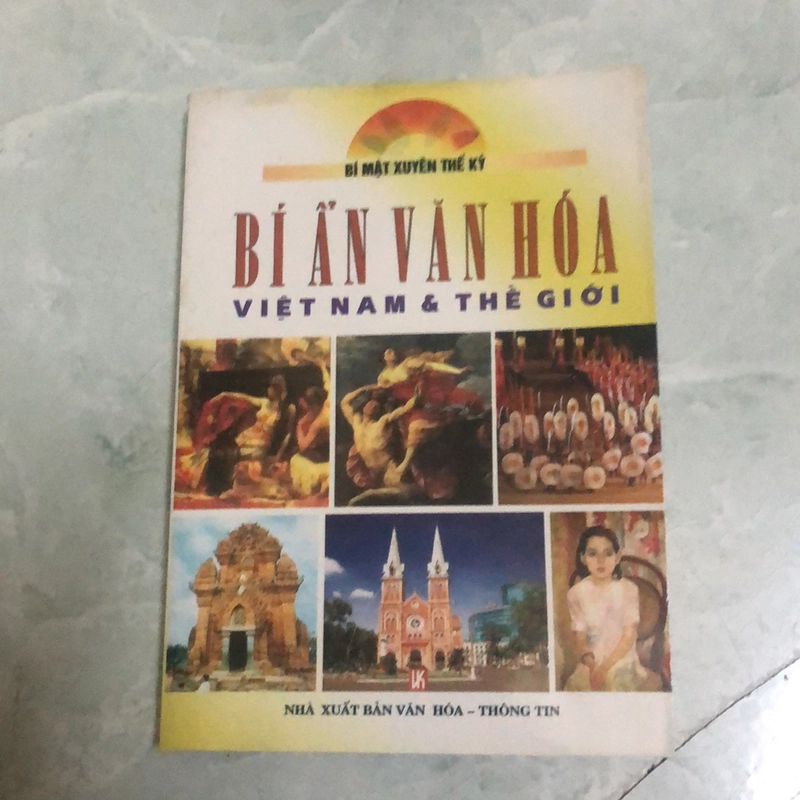 BÍ MẬT XUYÊN THẾ KỶ
BÍ ẨN VĂN HÓA
VIỆT NAM & THẾ GIỚI
VK
NHÀ XUẤT BẢN VĂN HÓA - THÔNG TIN